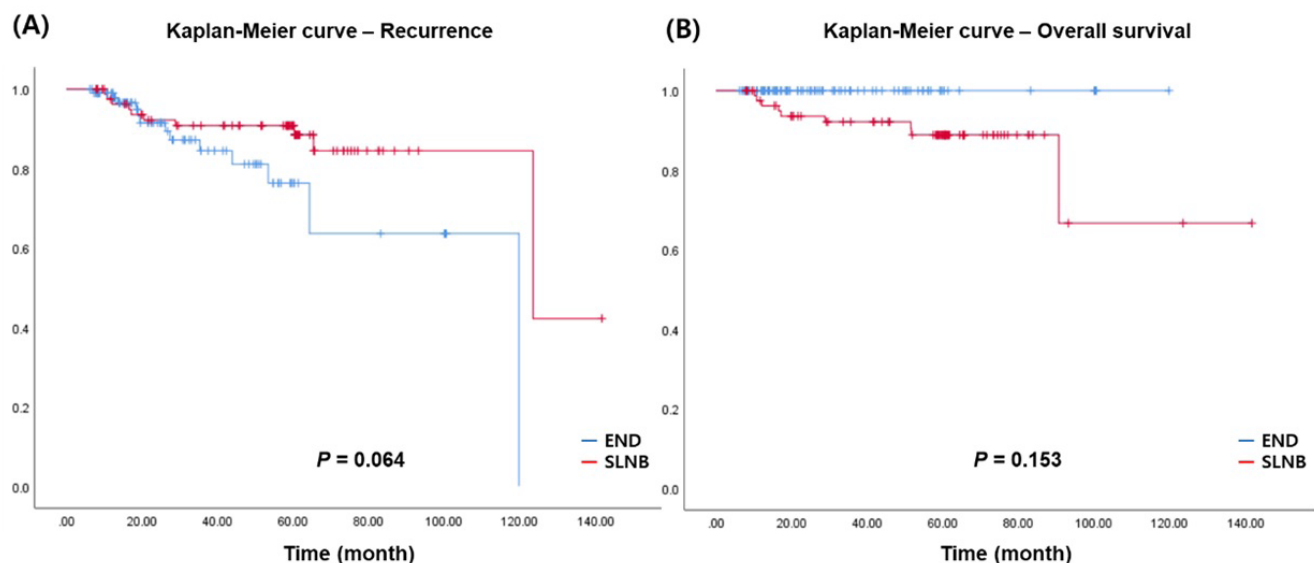 (A)
Kaplan-Meier curve – Recurrence
1.0
0.8
0.6
0.4
0.2
0.0
P = 0.064
END
SLNB
.00 20.00 40.00 60.00 80.00 100.00 120.00 140.00
Time (month)
(B)
Kaplan-Meier curve – Overall survival
1.0
0.8
0.6
0.4
0.2
0.0
P = 0.153
END
SLNB
.00 20.00 40.00 60.00 80.00 100.00 120.00 140.00
Time (month)